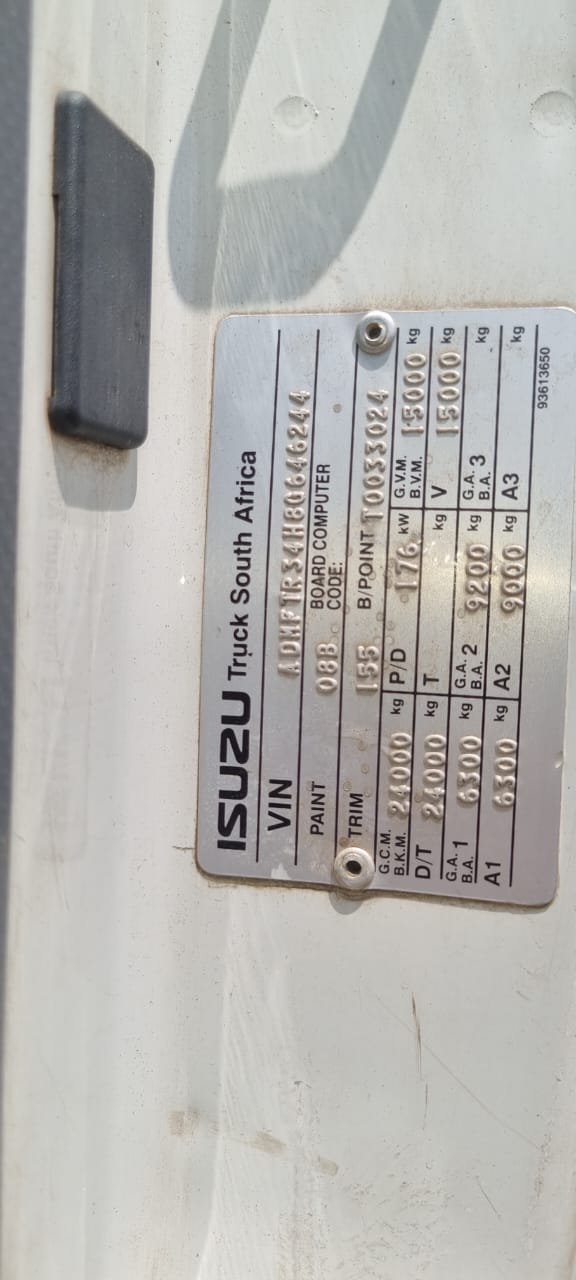 ISUZU Truck South Africa
VIN ADMFTR34H80646244
PAINT 08B BOARD COMPUTER CODE:
TRIM 155 B/POINT T0033024
G.C.M. B.K.M. 24000 kg P/D 176 kW G.V.M. B.V.M. 15000 kg
D/T 24000 kg T kg V 15000 kg
G.A. B.A. 1 6300 kg G.A. B.A. 2 9200 kg G.A. B.A. 3 kg
A1 6300 kg A2 9000 kg A3 kg
93613650